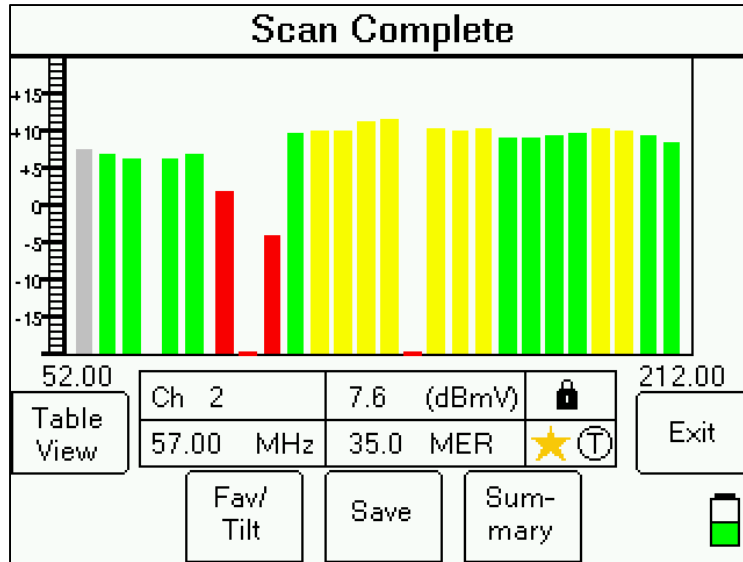 Scan Complete
+15
+10
+5
0
-5
-10
-15
52.00
212.00
Table
View
Ch 2
7.6 (dBmV)
57.00 MHz
35.0 MER
T
Exit
Fav/
Tilt
Save
Sum-
mary